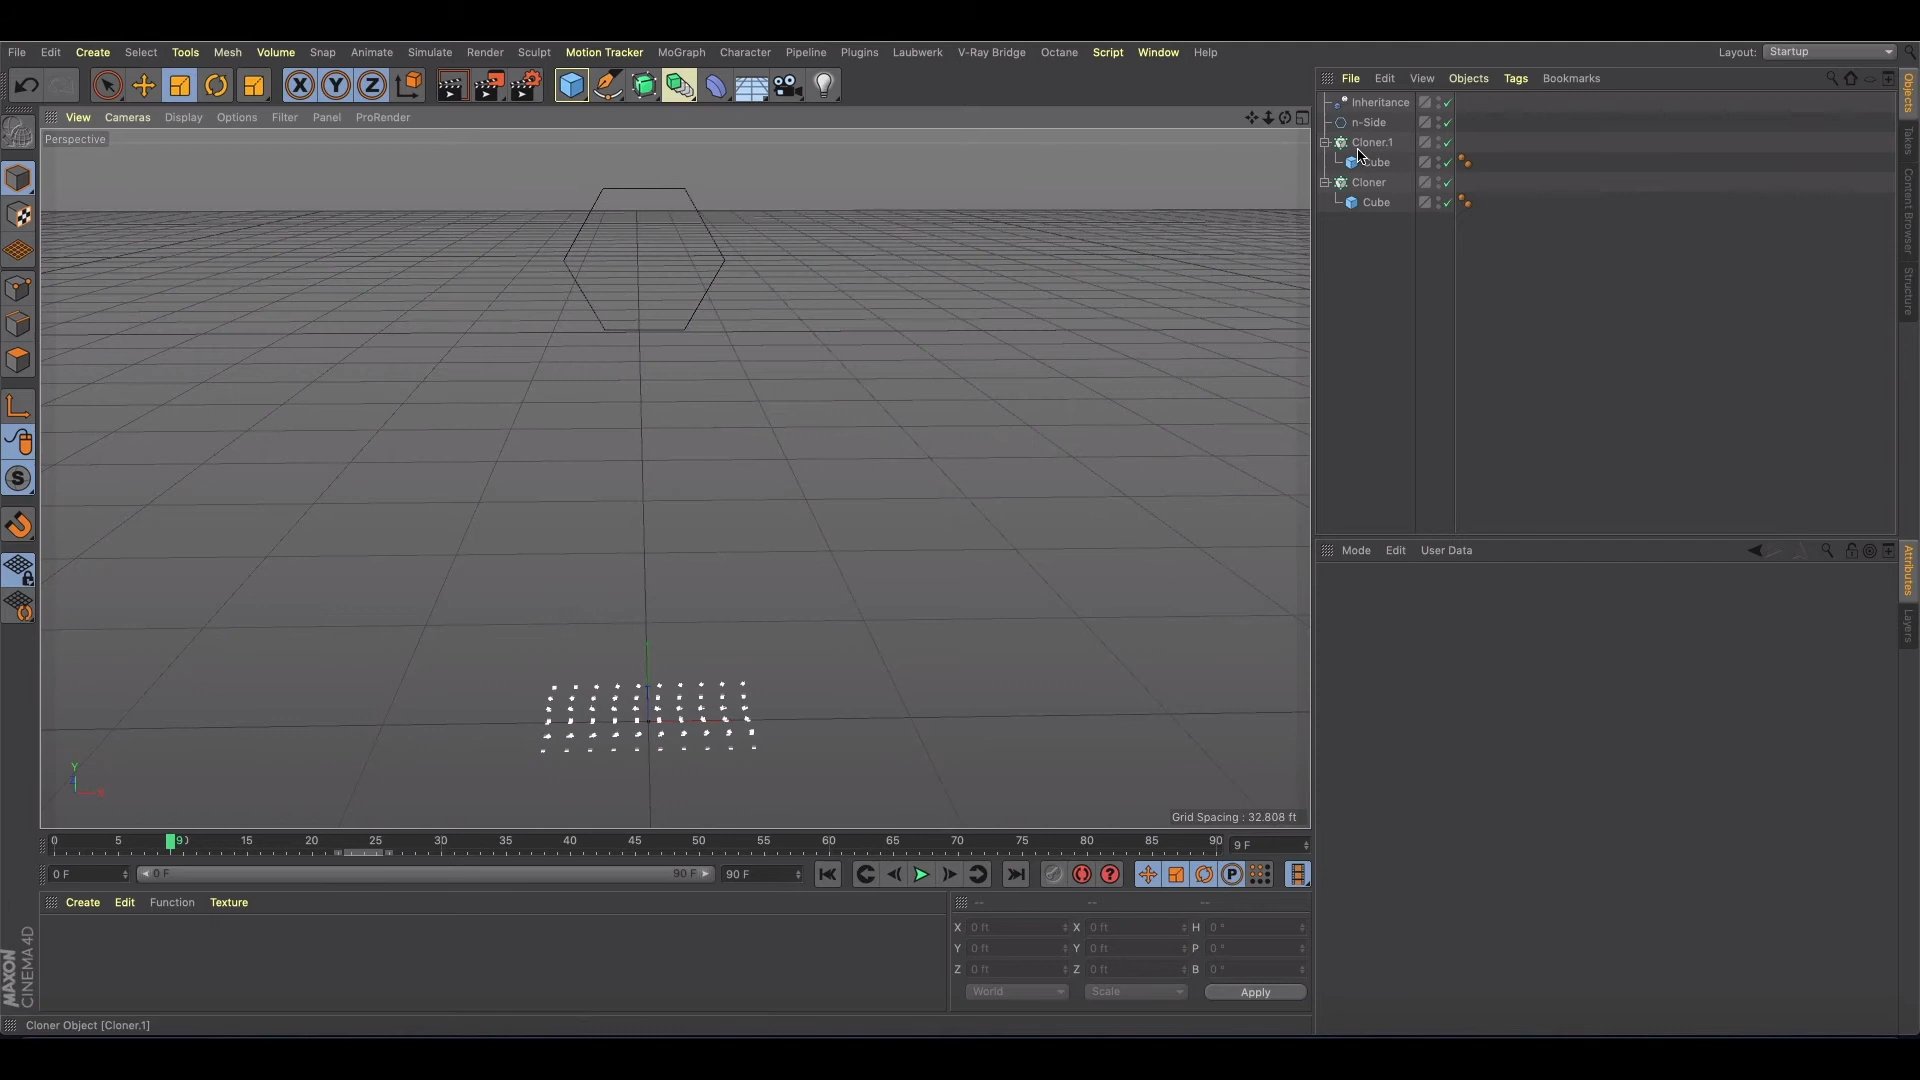 File Edit Create Select Tools Mesh Volume Snap Animate Simulate Render Sculpt Motion Tracker MoGraph Character Pipeline Plugins Laubwerk V-Ray Bridge Octane Script Window Help Layout: Startup
X Y Z
File Edit View Objects Tags Bookmarks
View Cameras Display Options Filter Panel ProRender
Perspective
Inheritance
n-Side
Cloner.1
Cube
Cloner
Cube
Objects
Takes
Content Browser
Structure
Mode Edit User Data
Attributes
Layers
S
Y
X
Grid Spacing : 32.808 ft
0 5 9 15 20 25 30 35 40 45 50 55 60 65 70 75 80 85 90 9 F
0 F 0 F 90 F 90 F
P
Create Edit Function Texture
-- -- --
X 0 ft X 0 ft H 0 °
Y 0 ft Y 0 ft P 0 °
Z 0 ft Z 0 ft B 0 °
World Scale Apply
MAXON
CINEMA4D
Cloner Object [Cloner.1]